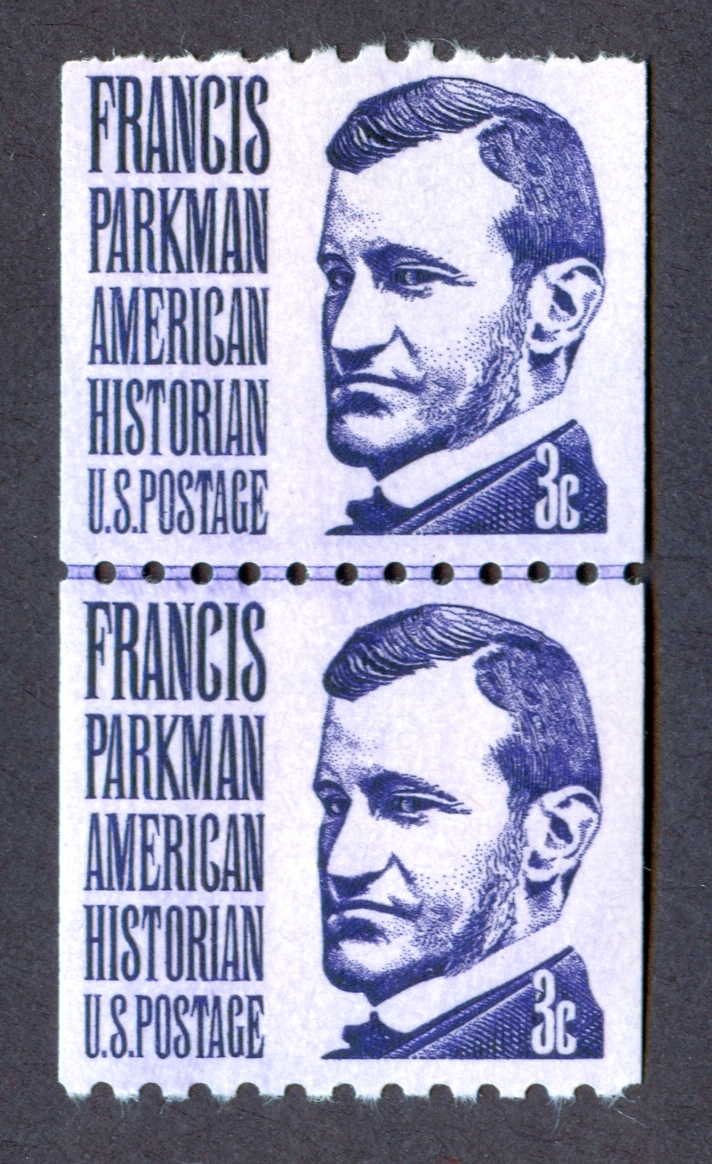 FRANCIS
PARKMAN
AMERICAN
HISTORIAN
U.S.POSTAGE
3c
FRANCIS
PARKMAN
AMERICAN
HISTORIAN
U.S.POSTAGE
3c